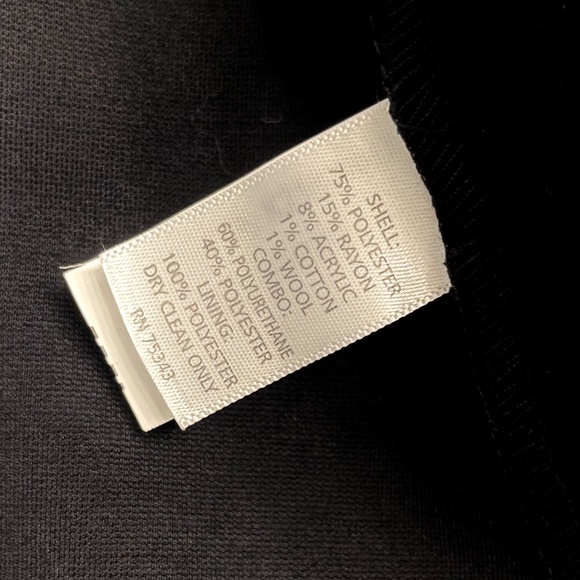 SHELL:
75% POLYESTER
15% RAYON
8% ACRYLIC
1% COTTON
1% WOOL
COMBO:
60% POLYURETHANE
40% POLYESTER
LINING:
100% POLYESTER
DRY CLEAN ONLY
RN 75343